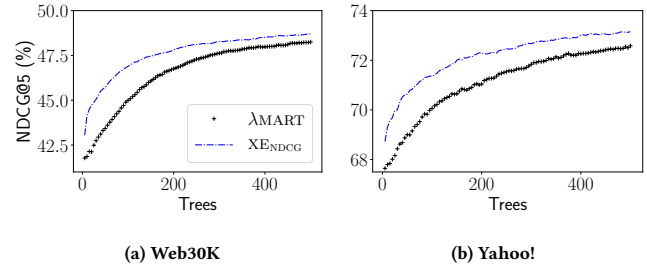 50.0
47.5
45.0
42.5
NDCG@5 (%)
0
200
400
Trees
λMART
XE_NDCG
(a) Web30K
74
72
70
68
0
200
400
Trees
(b) Yahoo!